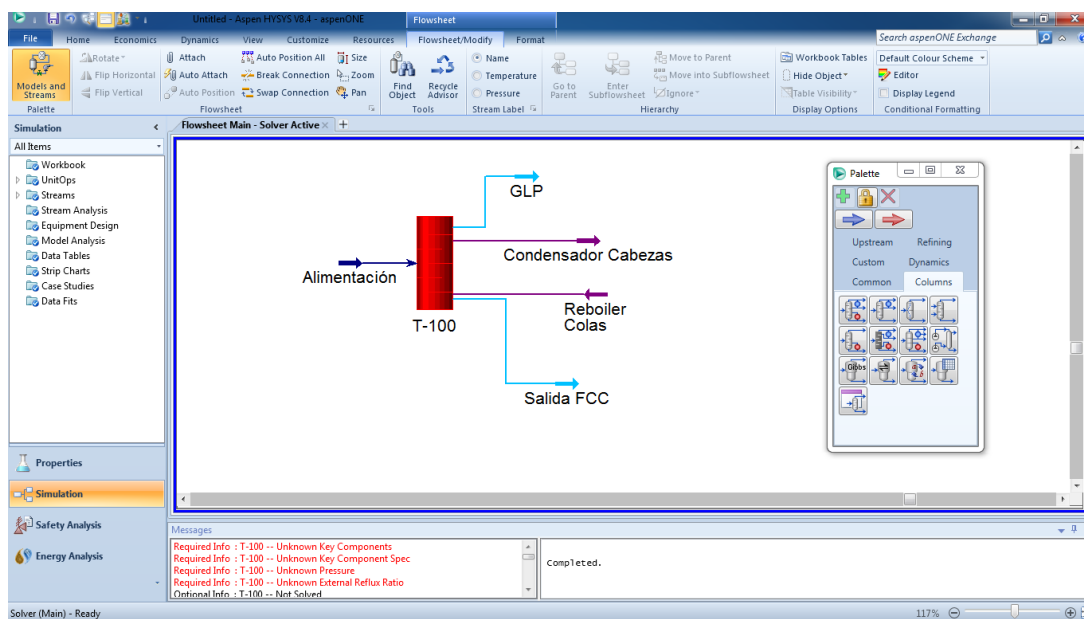 Untitled - Aspen HYSYS V8.4 - aspenONE
Flowsheet
File Home Economics Dynamics View Customize Resources Flowsheet/Modify Format
Search aspenONE Exchange
Models and Streams
Palette
Rotate
Flip Horizontal
Flip Vertical
Attach
Auto Attach
Auto Position
Auto Position All
Break Connection
Swap Connection
Size
Zoom
Pan
Flowsheet
Find Object
Recycle Advisor
Tools
Name
Temperature
Pressure
Stream Label
Go to Parent
Enter Subflowsheet
Move to Parent
Move into Subflowsheet
Ignore
Hierarchy
Workbook Tables
Hide Object
Table Visibility
Display Options
Default Colour Scheme
Editor
Display Legend
Conditional Formatting
Simulation <
All Items
Workbook
UnitOps
Streams
Stream Analysis
Equipment Design
Model Analysis
Data Tables
Strip Charts
Case Studies
Data Fits
Properties
Simulation
Safety Analysis
Energy Analysis
Flowsheet Main - Solver Active × +
GLP
Condensador Cabezas
Alimentación
Reboiler
Colas
T-100
Salida FCC
Palette
Upstream Refining
Custom Dynamics
Common Columns
Gibbs
Messages
Required Info : T-100 -- Unknown Key Components
Required Info : T-100 -- Unknown Key Component Spec
Required Info : T-100 -- Unknown Pressure
Required Info : T-100 -- Unknown External Reflux Ratio
Optional Info : T-100 -- Not Solved
Completed.
Solver (Main) - Ready
117%